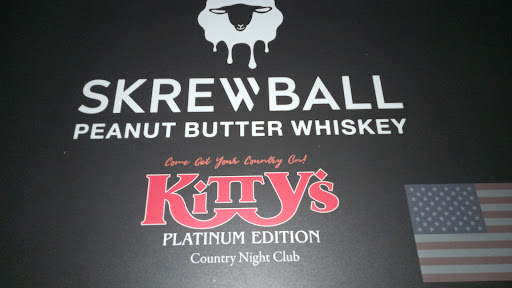 SKREWBALL
PEANUT BUTTER WHISKEY
Come Get Your Country On!
KiTTY's
PLATINUM EDITION
Country Night Club